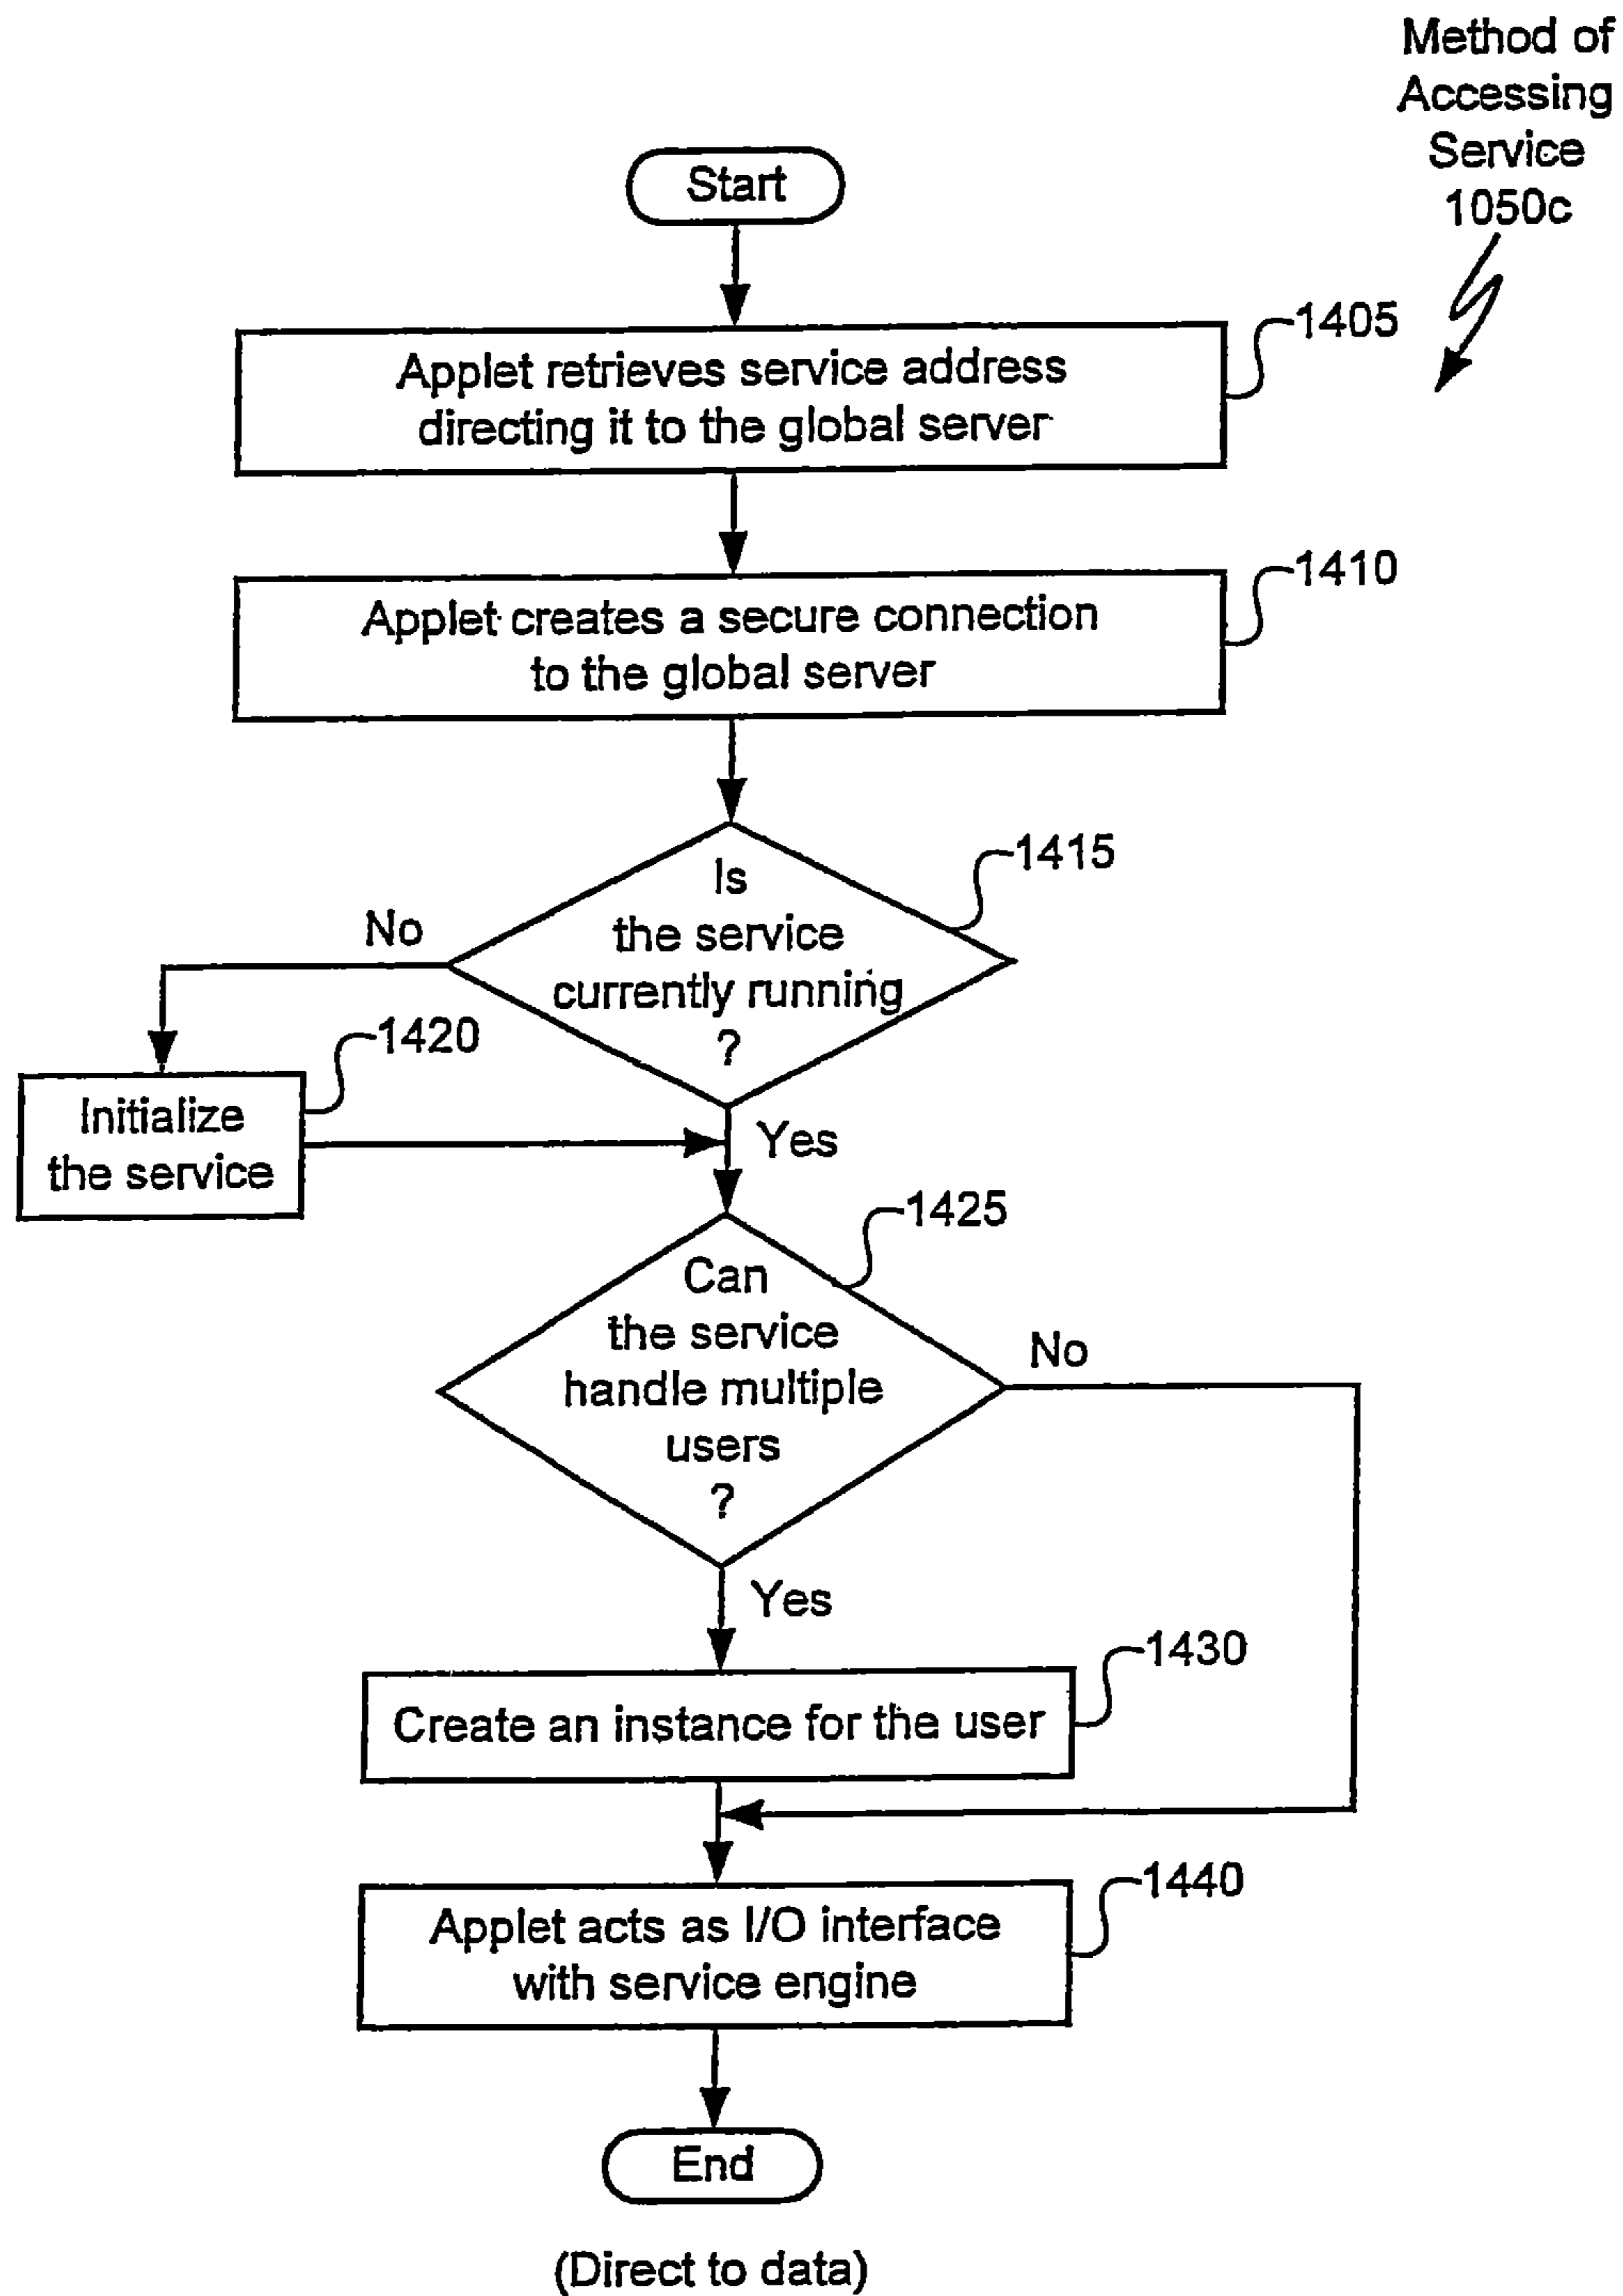 Method of
Accessing
Service
1050c
Start
1405
Applet retrieves service address
directing it to the global server
1410
Applet creates a secure connection
to the global server
1415
Is
the service
currently running
?
No
1420
Initialize
the service
Yes
1425
Can
the service
handle multiple
users
?
No
Yes
1430
Create an instance for the user
1440
Applet acts as I/O interface
with service engine
End
(Direct to data)